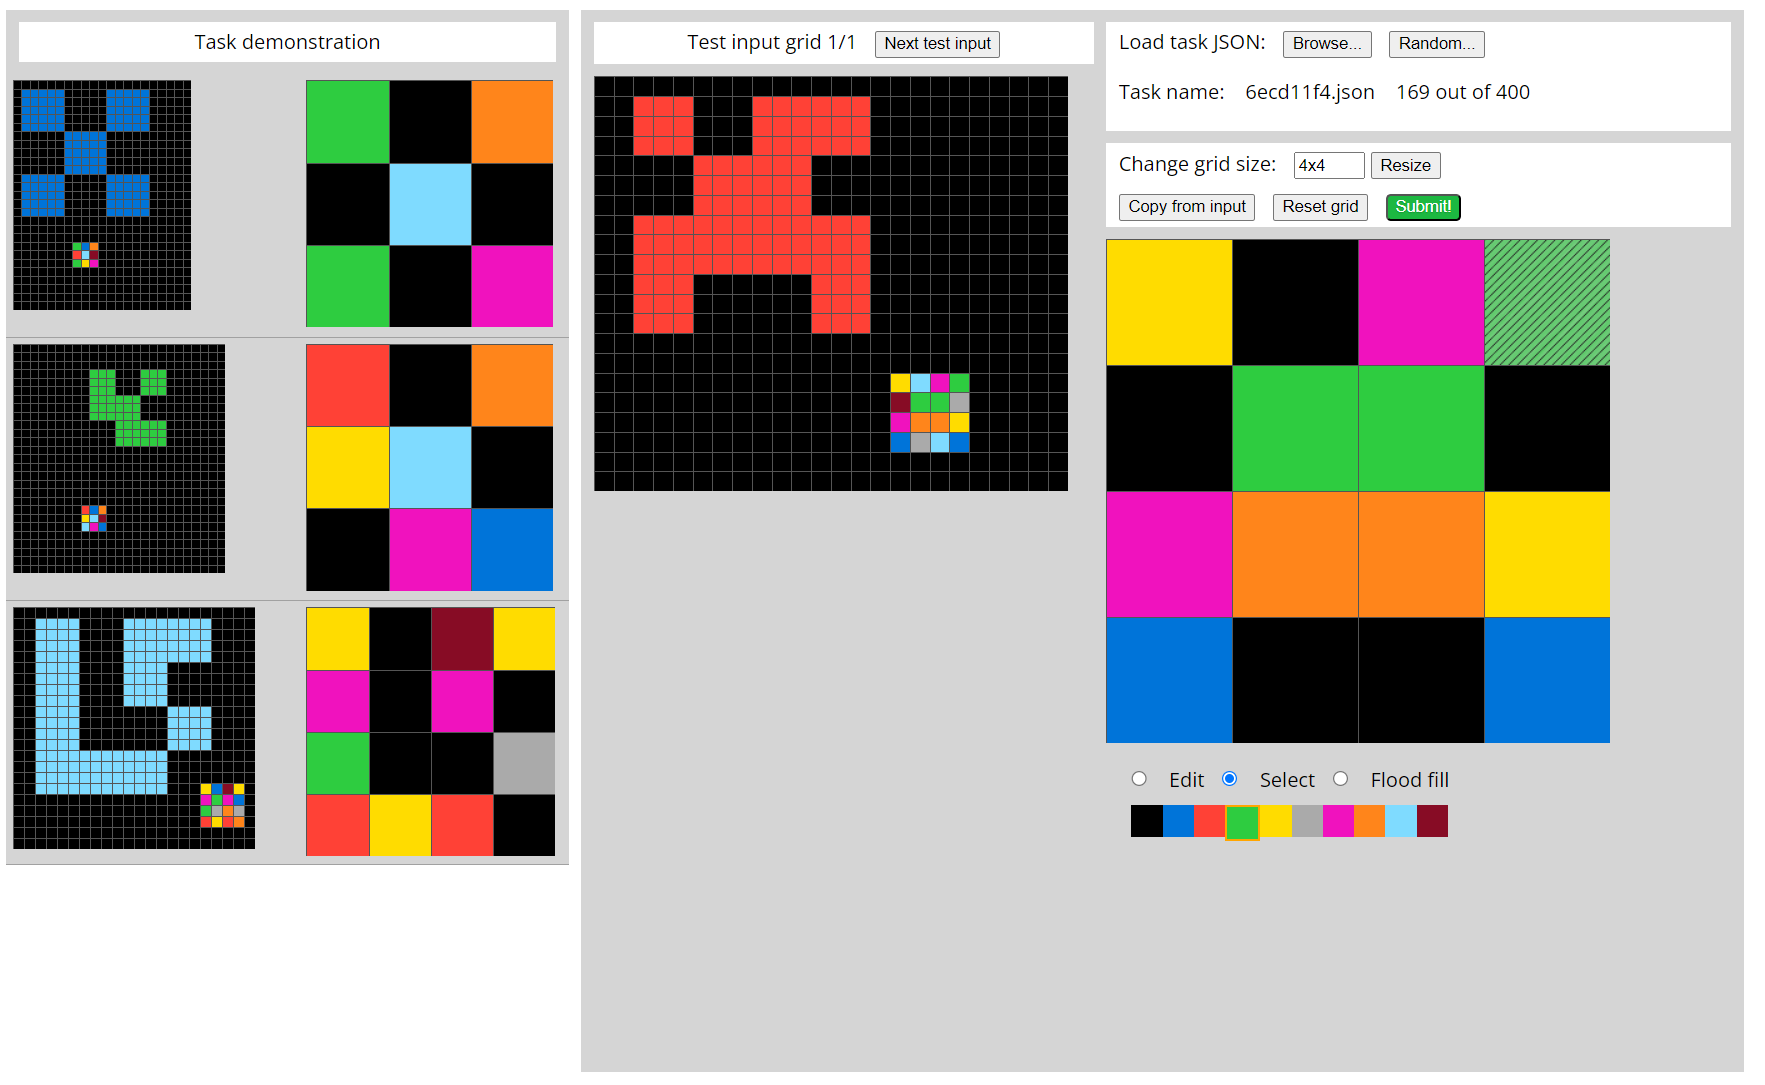 Task demonstration
Test input grid 1/1 Next test input
Load task JSON: Browse... Random...
Task name: 6ecd11f4.json 169 out of 400
Change grid size: 4x4 Resize
Copy from input Reset grid Submit!
Edit Select Flood fill